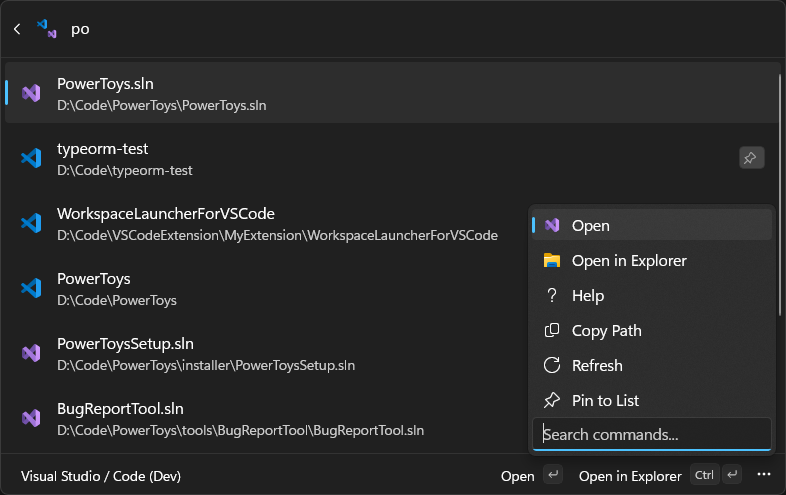 po
PowerToys.sln
D:\Code\PowerToys\PowerToys.sln
typeorm-test
D:\Code\typeorm-test
WorkspaceLauncherForVSCode
D:\Code\VSCodeExtension\MyExtension\WorkspaceLauncherForVSCode
PowerToys
D:\Code\PowerToys
PowerToysSetup.sln
D:\Code\PowerToys\installer\PowerToysSetup.sln
BugReportTool.sln
D:\Code\PowerToys\tools\BugReportTool\BugReportTool.sln
Open
Open in Explorer
Help
Copy Path
Refresh
Pin to List
Search commands...
Visual Studio / Code (Dev)
Open ↵ Open in Explorer Ctrl ↵ ···